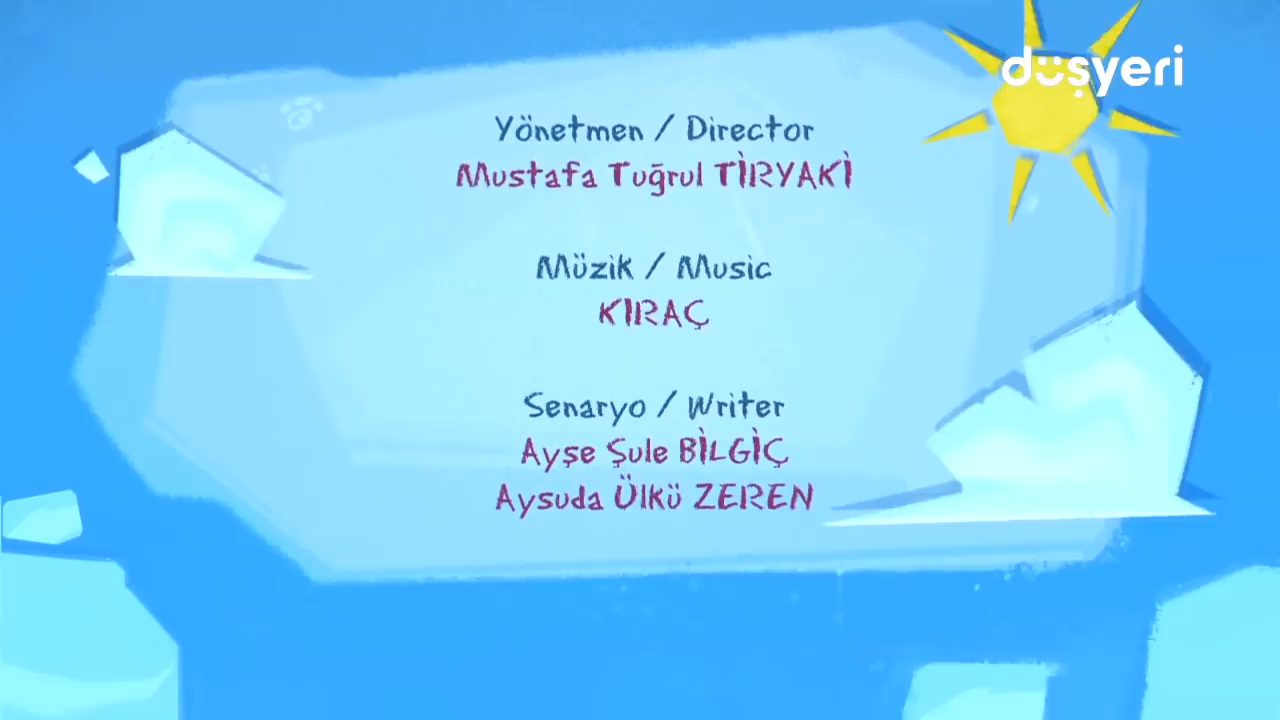 düşyeri
Yönetmen / Director
Mustafa Tuğrul TİRYAKİ
Müzik / Music
KIRAÇ
Senaryo / Writer
Ayşe Şule BİLGİÇ
Aysuda Ülkü ZEREN